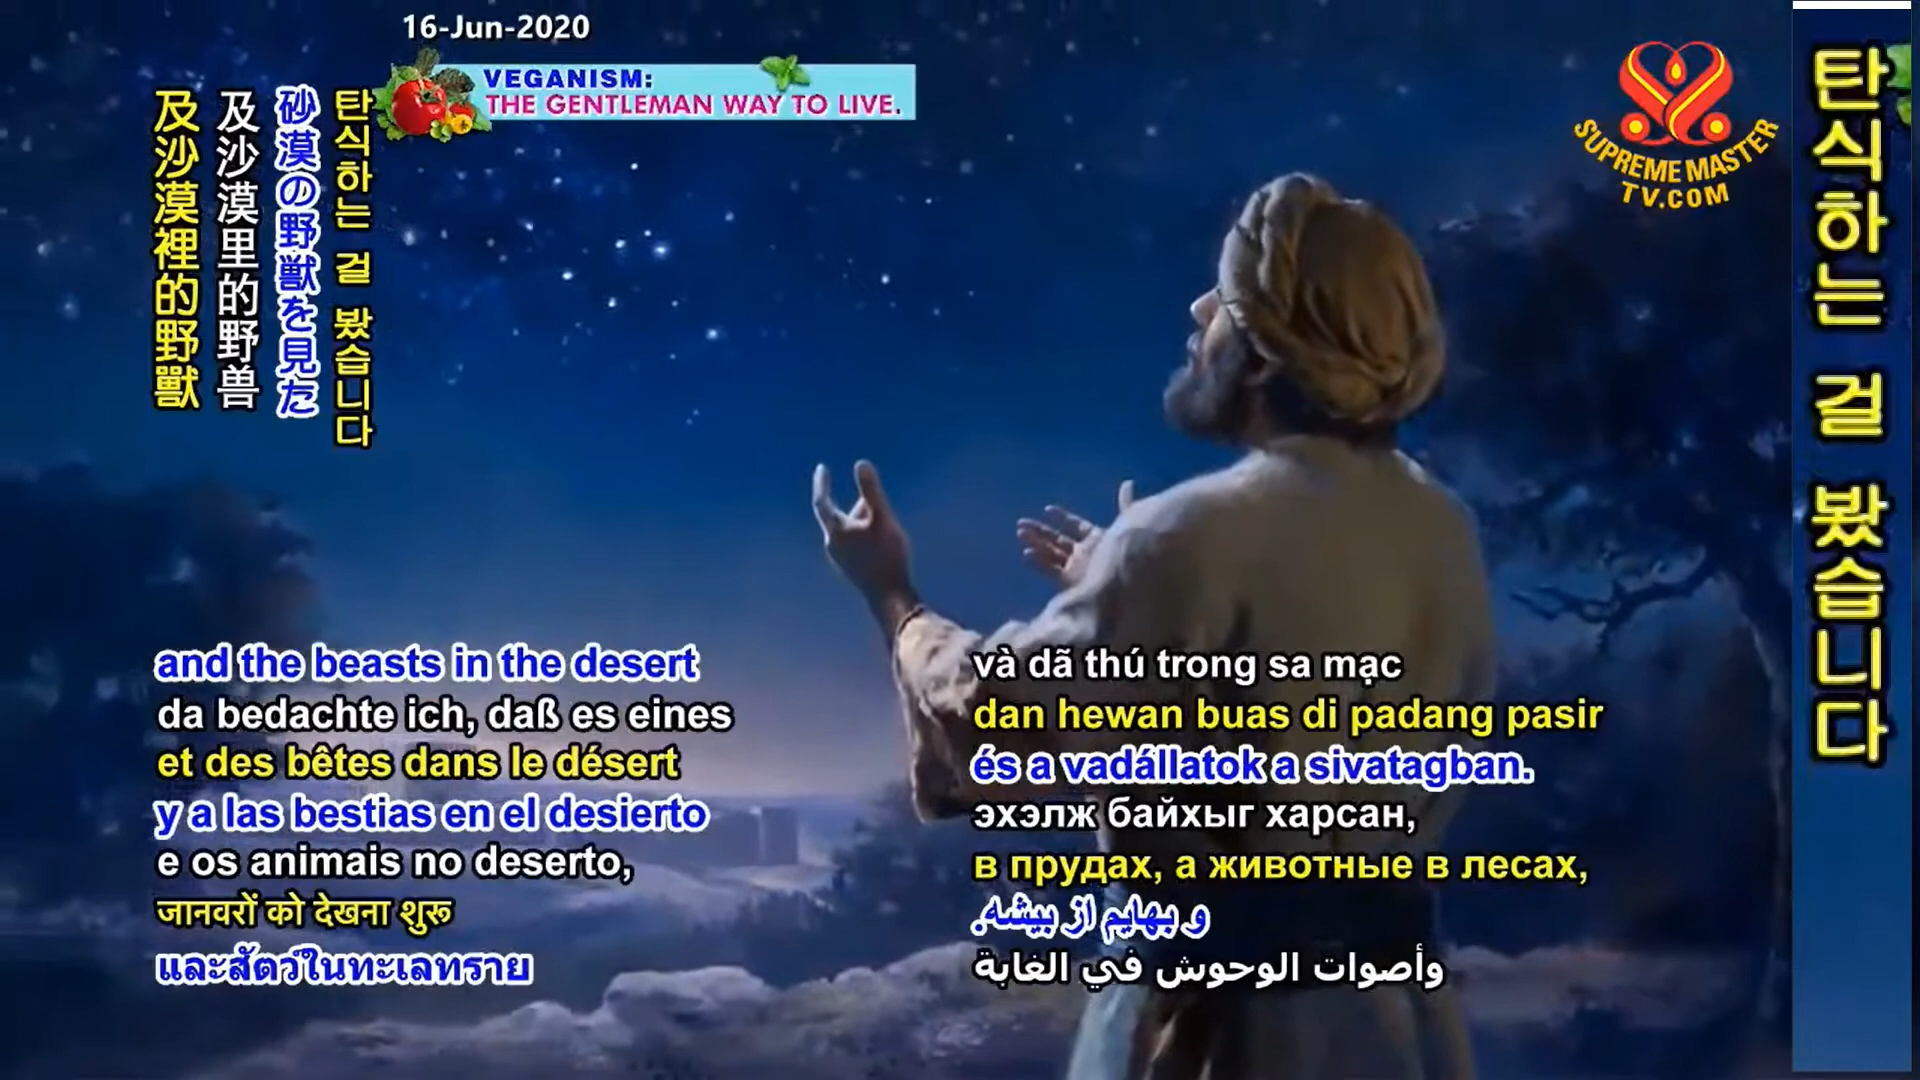 16-Jun-2020
VEGANISM:
THE GENTLEMAN WAY TO LIVE.
SUPREME MASTER
TV.COM
탄식하는 걸 봤습니다
砂漠の野獣を見た
及沙漠里的野兽
及沙漠裡的野獸
and the beasts in the desert
da bedachte ich, daß es eines
et des bêtes dans le désert
y a las bestias en el desierto
e os animais no deserto,
जानवरों को देखना शुरू
และสัตว์ในทะเลทราย
và dã thú trong sa mạc
dan hewan buas di padang pasir
és a vadállatok a sivatagban.
эхэлж байхыг харсан,
в прудах, а животные в лесах,
و بهایم از بیشه.
وأصوات الوحوش في الغابة
탄식하는 걸 봤습니다